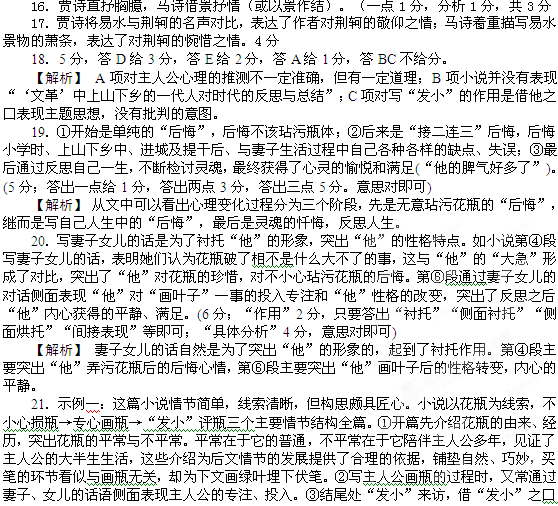 16. 贾诗直抒胸臆，马诗借景抒情（或以景作结）。（一点1分，分析1分，共3分
17. 贾诗将易水与荆轲的名声对比，表达了作者对荆轲的敬仰之情；马诗着重描写易水
景物的萧条，表达了对荆轲的惋惜之情。4分
18. 5分，答D给3分，答E给2分，答A给1分，答BC不给分。
【解析】 A项对主人公心理的推测不一定准确，但有一定道理；B项小说并没有表现
“‘文革’中上山下乡的一代人对时代的反思与总结”；C项对写“发小”的作用是借他之
口表现主题思想，没有批判的意图。
19. ①开始是单纯的“后悔”，后悔不该玷污瓶体；②后来是“接二连三”后悔，后悔
小学时、上山下乡中、进城及提干后、与妻子生活过程中自己各种各样的缺点、失误；③最
后通过反思自己一生，不断检讨灵魂，最终获得了心灵的愉悦和满足(“他的脾气好多了”)。
(5分；答出一点给1分，答出两点3分，答出三点5分。意思对即可)
【解析】 从文中可以看出心理变化过程分为三个阶段，先是无意玷污花瓶的“后悔”，
继而是写自己人生中的“后悔”，最后是灵魂的忏悔，反思人生。
20. 写妻子女儿的话是为了衬托“他”的形象，突出“他”的性格特点。如小说第④段
写妻子女儿的话，表明她们认为花瓶破了相不是什么大不了的事，这与“他”的“大急”形
成了对比，突出了“他”对花瓶的珍惜，对不小心玷污花瓶的后悔。第⑥段通过妻子女儿的
对话侧面表现“他”对“画叶子”一事的投入专注和“他”性格的改变，突出了反思之后
“他”内心获得的平静、满足。(6分；“作用”2分，只要答出“衬托”“侧面衬托”“侧
面烘托”“间接表现”等即可；“具体分析”4分，意思对即可)
【解析】 妻子女儿的话自然是为了突出“他”的形象的，起到了衬托作用。第④段主
要突出“他”弄污花瓶后的后悔心情，第⑥段主要突出“他”画叶子后的性格转变，内心的
平静。
21. 示例一：这篇小说情节简单，线索清晰，但构思颇具匠心。小说以花瓶为线索，不
小心损瓶→专心画瓶→“发小”评瓶三个主要情节结构全篇。①开篇先介绍花瓶的由来、经
历，突出花瓶的平常与不平常。平常在于它的普通，不平常在于它陪伴主人公多年，见证了
主人公的大半生生活，这些介绍为后文情节的发展提供了合理的依据，铺垫自然、巧妙，买
笔的环节看似与画瓶无关，却为下文画绿叶埋下伏笔。②写主人公画瓶的过程时，又常通过
妻子、女儿的话语侧面表现主人公的专注、投入。③结尾处“发小”来访，借“发小”之口